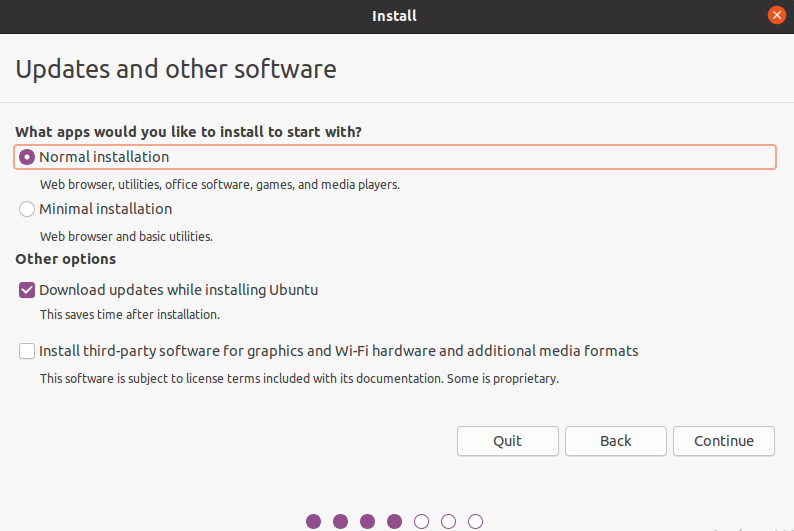 Install
Updates and other software
What apps would you like to install to start with?
Normal installation
Web browser, utilities, office software, games, and media players.
Minimal installation
Web browser and basic utilities.
Other options
Download updates while installing Ubuntu
This saves time after installation.
Install third-party software for graphics and Wi-Fi hardware and additional media formats
This software is subject to license terms included with its documentation. Some is proprietary.
Quit
Back
Continue